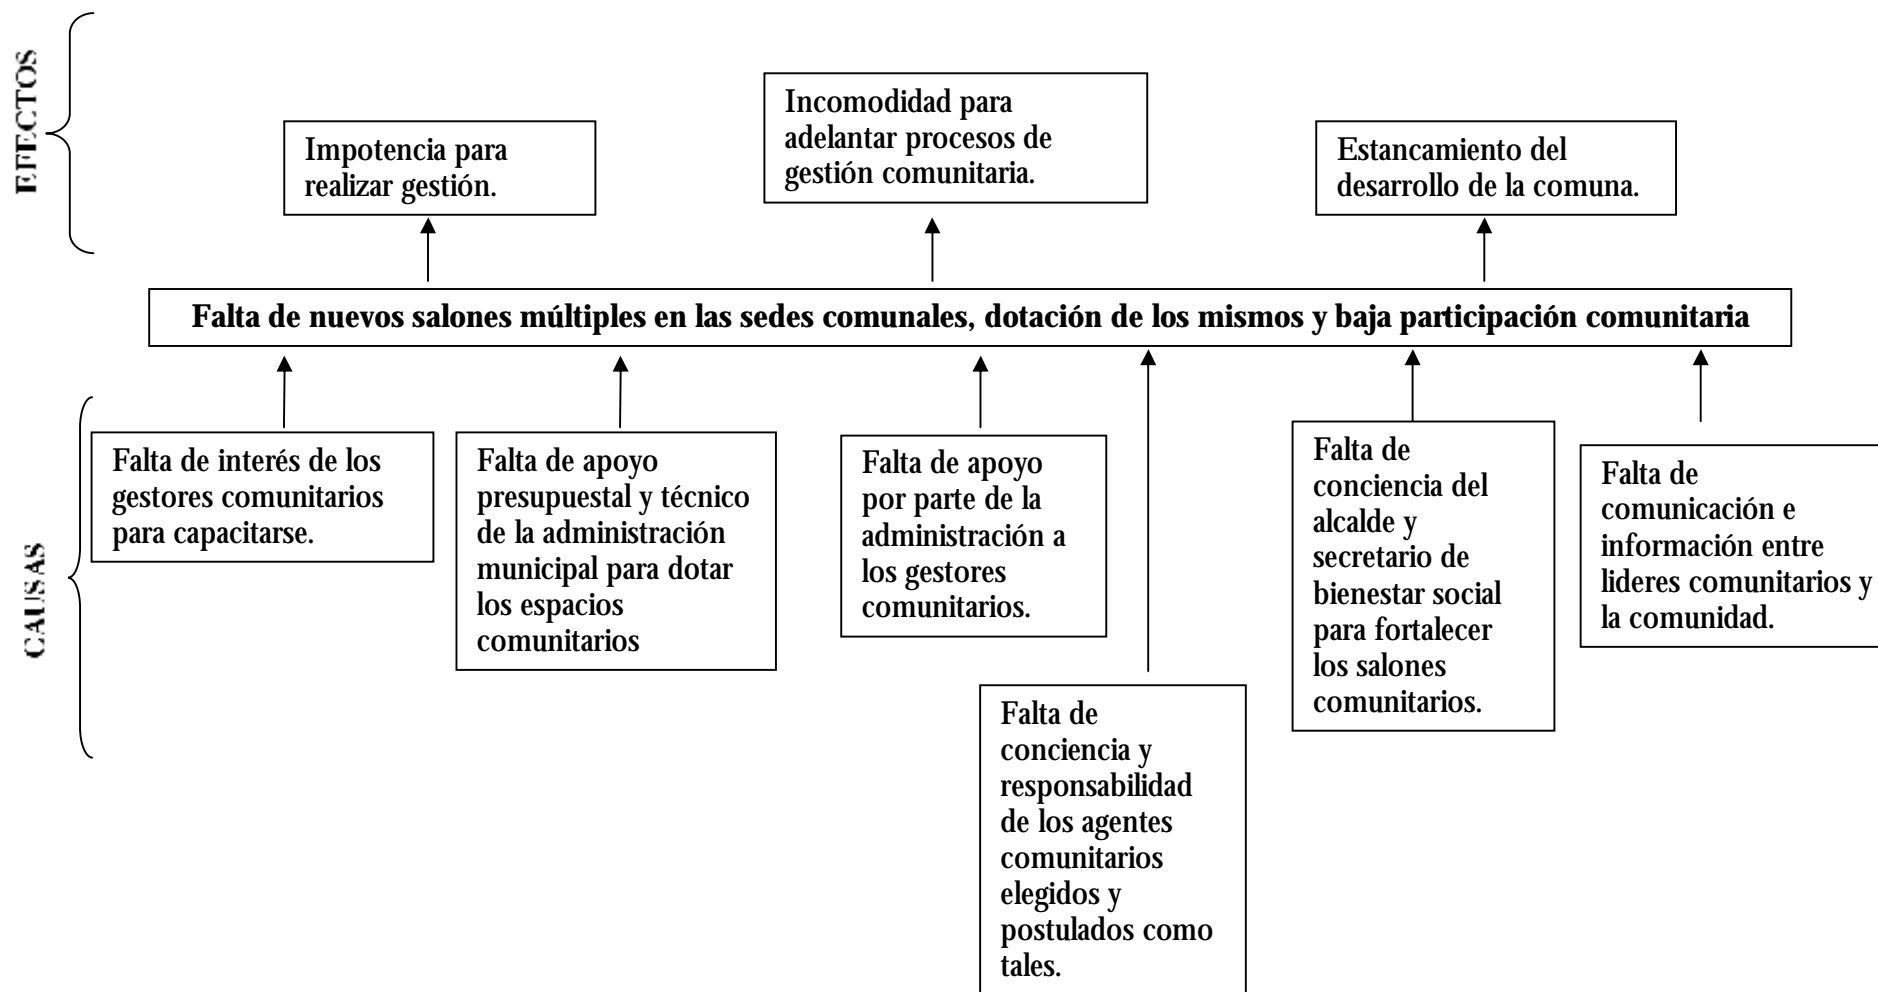 EFECTOS
Impotencia para
realizar gestión.
Incomodidad para
adelantar procesos de
gestión comunitaria.
Estancamiento del
desarrollo de la comuna.
Falta de nuevos salones múltiples en las sedes comunales, dotación de los mismos y baja participación comunitaria
CAUSAS
Falta de interés de los
gestores comunitarios
para capacitarse.
Falta de apoyo
presupuestal y técnico
de la administración
municipal para dotar
los espacios
comunitarios
Falta de apoyo
por parte de la
administración a
los gestores
comunitarios.
Falta de
conciencia y
responsabilidad
de los agentes
comunitarios
elegidos y
postulados como
tales.
Falta de
conciencia del
alcalde y
secretario de
bienestar social
para fortalecer
los salones
comunitarios.
Falta de
comunicación e
información entre
lideres comunitarios y
la comunidad.